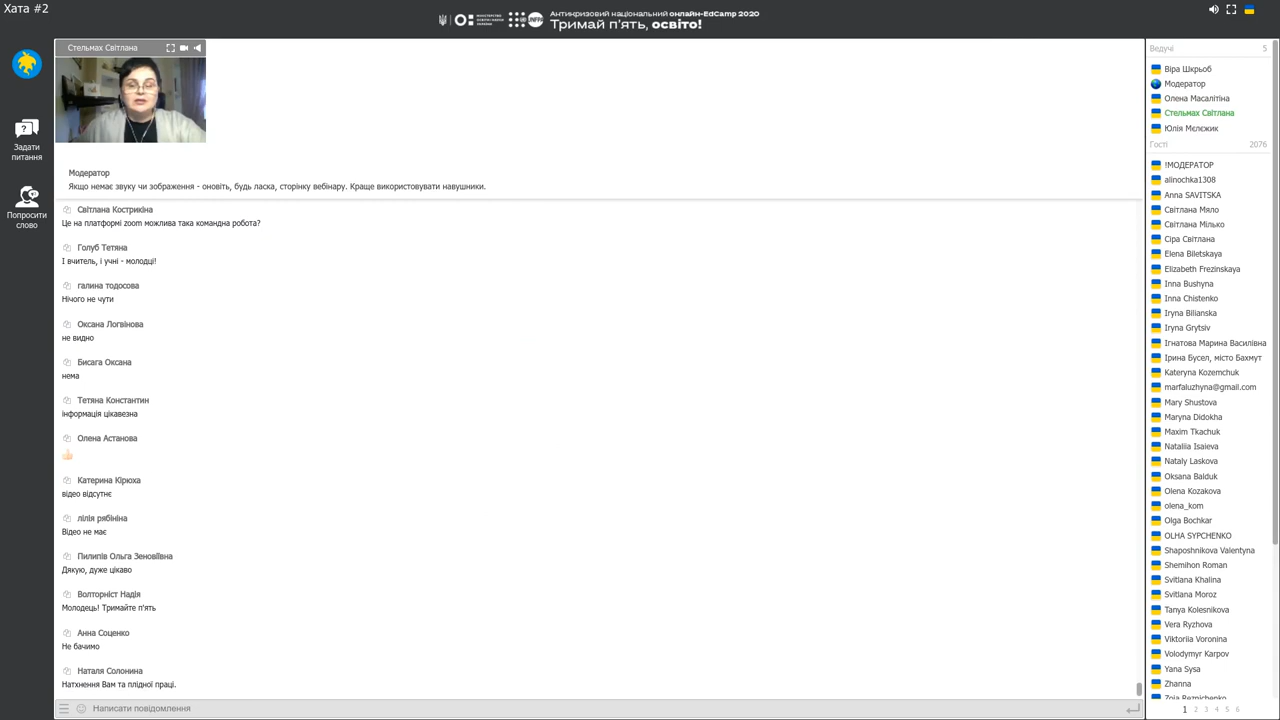 Хата #2
МІНІСТЕРСТВО
ОСВІТИ І НАУКИ
УКРАЇНИ
Антикризовий національний онлайн-EdCamp 2020
Тримай п'ять, освіто!
Задати
питання
Попросити
слово
Стельмах Світлана
Модератор
Якщо немає звуку чи зображення - оновіть, будь ласка, сторінку вебінару. Краще використовувати навушники.
Світлана Кострикіна
Це на платформі zoom можлива така командна робота?
Голуб Тетяна
І вчитель, і учні - молодці!
галина тодосова
Нічого не чути
Оксана Логвінова
не видно
Бисага Оксана
нема
Тетяна Константин
інформація цікавезна
Олена Астанова
Катерина Кірюха
відео відсутнє
лілія рябініна
Відео не має
Пилипів Ольга Зеновіївна
Дякую, дуже цікаво
Волторніст Надія
Молодець! Тримайте п'ять
Анна Соценко
Не бачимо
Наталя Солонина
Натхнення Вам та плідної праці.
Написати повідомлення
Ведучі 5
Віра Шкрьоб
Модератор
Олена Масалітіна
Стельмах Світлана
Юлія Мєлєжик
Гості 2076
!МОДЕРАТОР
alinochka1308
Anna SAVITSKA
Світлана Мяло
Світлана Мілько
Сіра Світлана
Elena Biletskaya
Elizabeth Frezinskaya
Inna Bushyna
Inna Chistenko
Iryna Bilianska
Iryna Grytsiv
Ігнатова Марина Василівна
Ірина Бусел, місто Бахмут
Kateryna Kozemchuk
marfaluzhyna@gmail.com
Mary Shustova
Maryna Didokha
Maxim Tkachuk
Nataliia Isaieva
Nataly Laskova
Oksana Balduk
Olena Kozakova
olena_kom
Olga Bochkar
OLHA SYPCHENKO
Shaposhnikova Valentyna
Shemihon Roman
Svitlana Khalina
Svitlana Moroz
Tanya Kolesnikova
Vera Ryzhova
Viktoriia Voronina
Volodymyr Karpov
Yana Sysa
Zhanna
Zoia Reznichenko
1 2 3 4 5 6